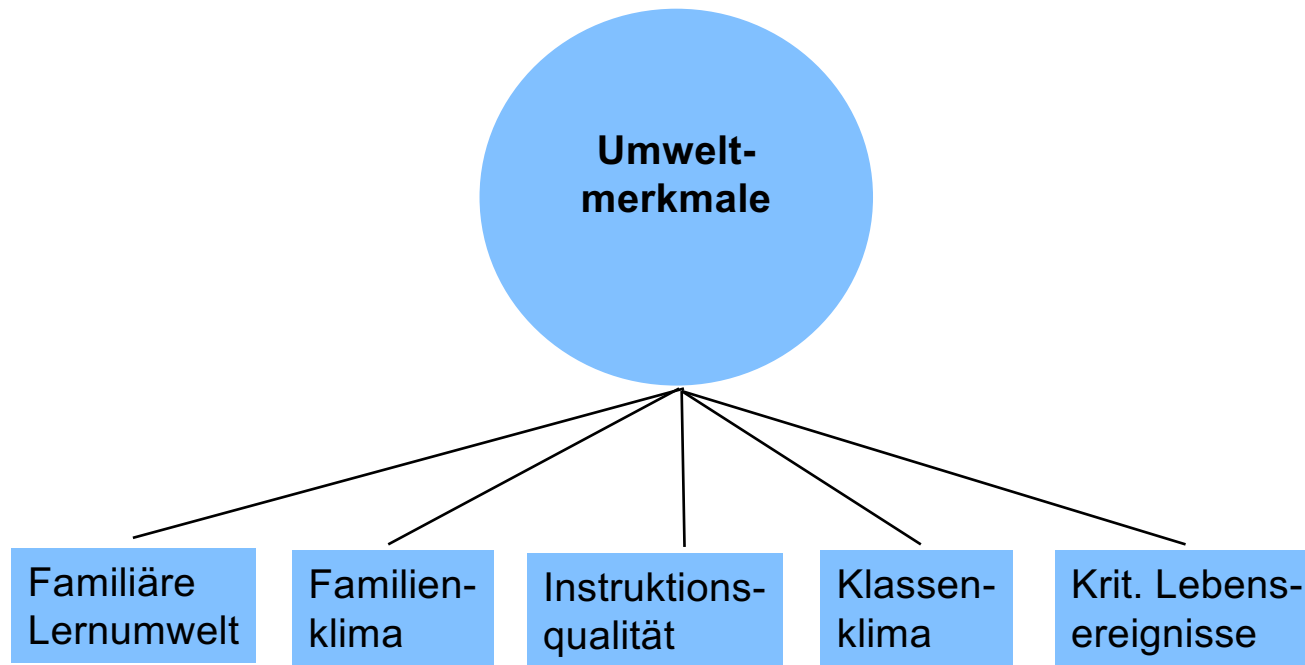 Umwelt-
merkmale
Familiäre
Lernumwelt
Familien-
klima
Instruktions-
qualität
Klassen-
klima
Krit. Lebens-
ereignisse